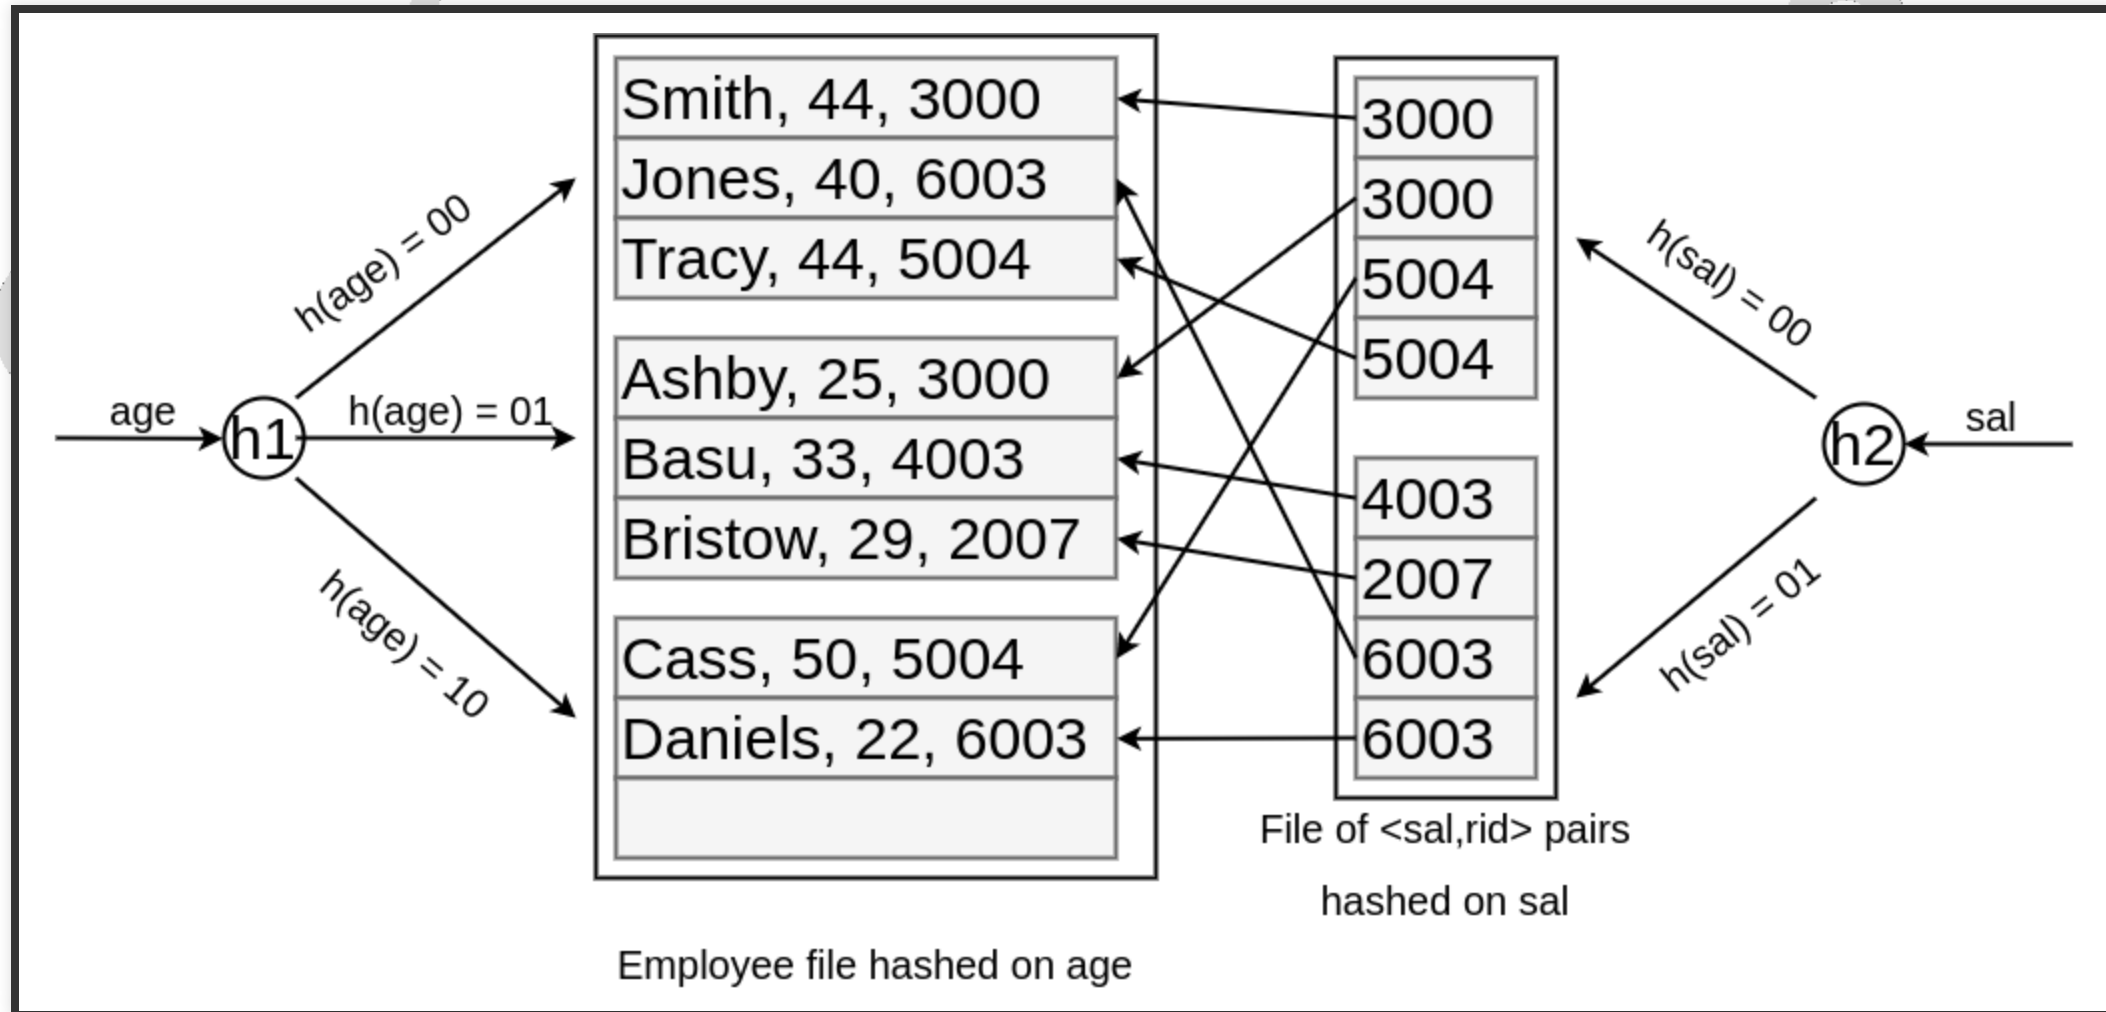 age
h1
h(age) = 00
h(age) = 01
h(age) = 10
Smith, 44, 3000
Jones, 40, 6003
Tracy, 44, 5004
Ashby, 25, 3000
Basu, 33, 4003
Bristow, 29, 2007
Cass, 50, 5004
Daniels, 22, 6003
Employee file hashed on age
3000
3000
5004
5004
4003
2007
6003
6003
File of <sal,rid> pairs
hashed on sal
h(sal) = 00
h(sal) = 01
h2
sal